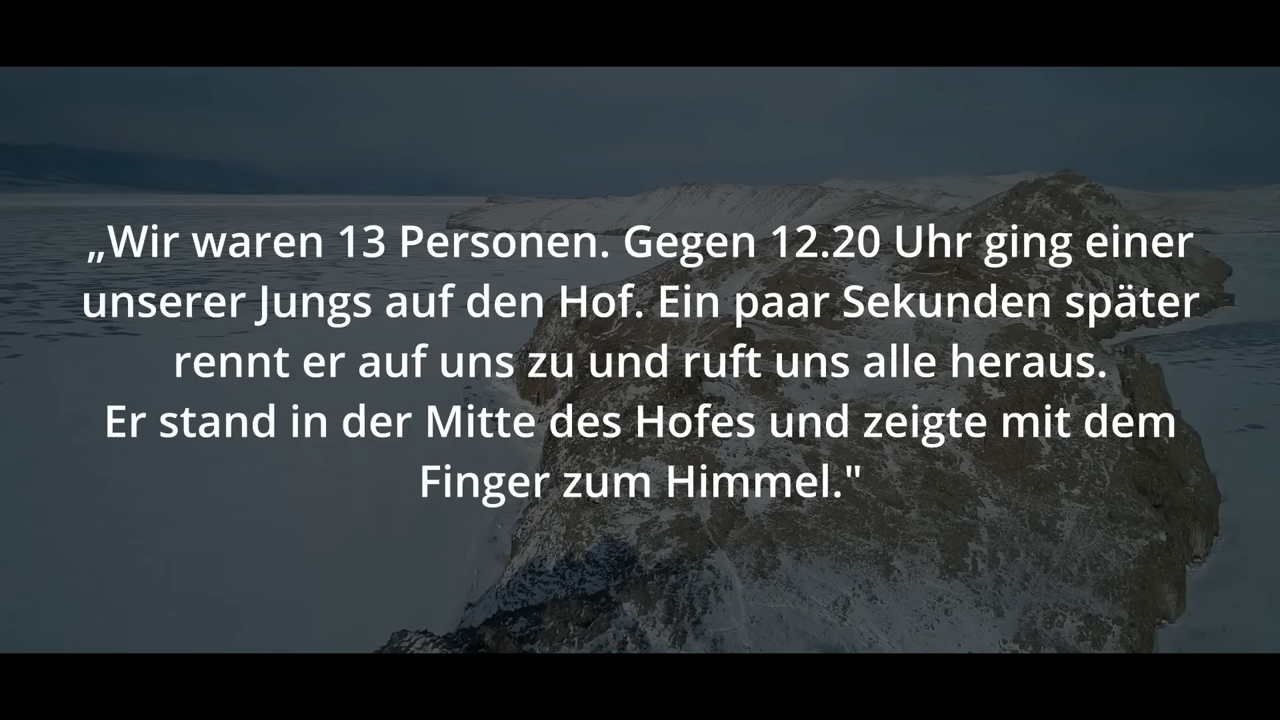 „Wir waren 13 Personen. Gegen 12.20 Uhr ging einer
unserer Jungs auf den Hof. Ein paar Sekunden später
rennt er auf uns zu und ruft uns alle heraus.
Er stand in der Mitte des Hofes und zeigte mit dem
Finger zum Himmel."